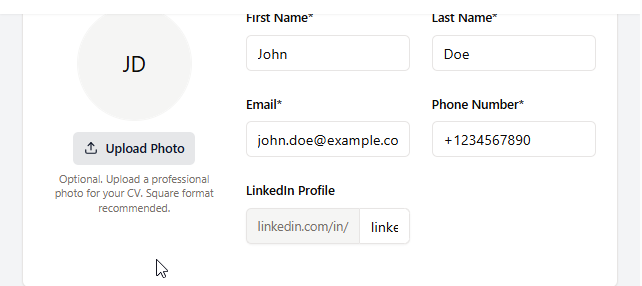 First Name*
Last Name*
JD
John
Doe
Email*
Phone Number*
Upload Photo
john.doe@example.co
+1234567890
Optional. Upload a professional
photo for your CV. Square format
recommended.
LinkedIn Profile
linkedin.com/in/
linke